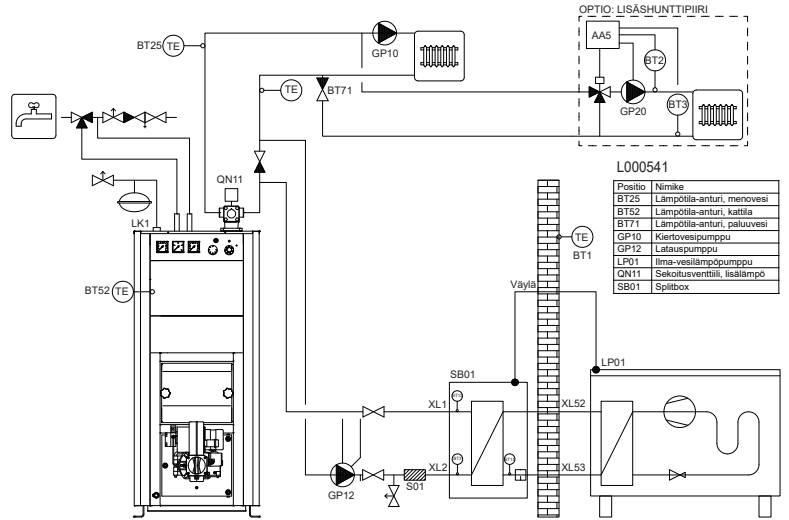 OPTIO: LISÄSHUNTTIPIIRI
AA5
BT25
TE
GP10
BT2
TE
BT71
GP20
BT3
L000541
QN11
Positio Nimike
BT25 Lämpötila-anturi, menovesi
BT52 Lämpötila-anturi, kattila
BT71 Lämpötila-anturi, paluuvesi
GP10 Kiertovesipumppu
GP12 Latauspumppu
LP01 Ilma-vesilämpöpumppu
QN11 Sekoitusventtiili, lisälämpö
SB01 Splitbox
LK1
TE
BT1
BT52
TE
Väylä
SB01
LP01
XL1
XL52
XL2
XL53
S01
GP12